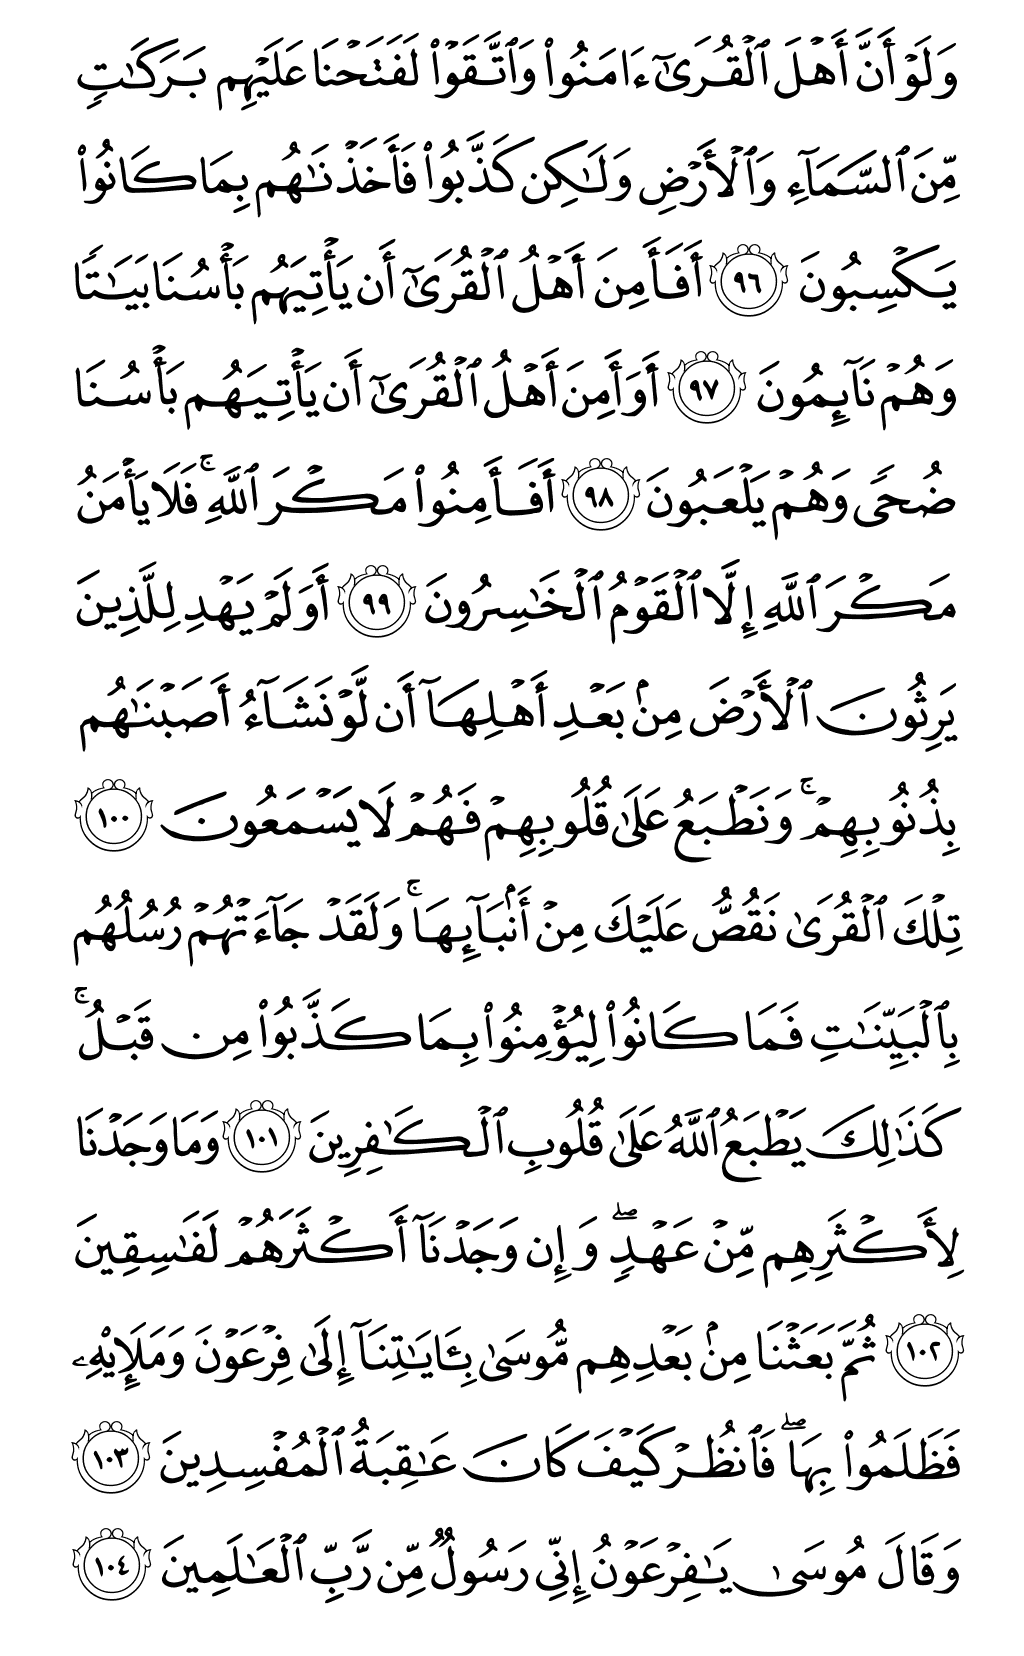 وَلَوْ أَنَّ أَهْلَ ٱلْقُرَىٰٓ ءَامَنُوا۟ وَٱتَّقَوْا۟ لَفَتَحْنَا عَلَيْهِم بَرَكَٰتٍ
مِّنَ ٱلسَّمَآءِ وَٱلْأَرْضِ وَلَٰكِن كَذَّبُوا۟ فَأَخَذْنَٰهُم بِمَا كَانُوا۟
يَكْسِبُونَ ٩٦ أَفَأَمِنَ أَهْلُ ٱلْقُرَىٰٓ أَن يَأْتِيَهُم بَأْسُنَا بَيَٰتًا
وَهُمْ نَآئِمُونَ ٩٧ أَوَأَمِنَ أَهْلُ ٱلْقُرَىٰٓ أَن يَأْتِيَهُم بَأْسُنَا
ضُحًى وَهُمْ يَلْعَبُونَ ٩٨ أَفَأَمِنُوا۟ مَكْرَ ٱللَّهِ ۚ فَلَا يَأْمَنُ
مَكْرَ ٱللَّهِ إِلَّا ٱلْقَوْمُ ٱلْخَٰسِرُونَ ٩٩ أَوَلَمْ يَهْدِ لِلَّذِينَ
يَرِثُونَ ٱلْأَرْضَ مِنۢ بَعْدِ أَهْلِهَآ أَن لَّوْ نَشَآءُ أَصَبْنَٰهُم
بِذُنُوبِهِمْ ۚ وَنَطْبَعُ عَلَىٰ قُلُوبِهِمْ فَهُمْ لَا يَسْمَعُونَ ١٠٠
تِلْكَ ٱلْقُرَىٰ نَقُصُّ عَلَيْكَ مِنْ أَنۢبَآئِهَا ۚ وَلَقَدْ جَآءَتْهُمْ رُسُلُهُم
بِٱلْبَيِّنَٰتِ فَمَا كَانُوا۟ لِيُؤْمِنُوا۟ بِمَا كَذَّبُوا۟ مِن قَبْلُ ۚ
كَذَٰلِكَ يَطْبَعُ ٱللَّهُ عَلَىٰ قُلُوبِ ٱلْكَٰفِرِينَ ١٠١ وَمَا وَجَدْنَا
لِأَكْثَرِهِم مِّنْ عَهْدٍ ۖ وَإِن وَجَدْنَآ أَكْثَرَهُمْ لَفَٰسِقِينَ
١٠٢ ثُمَّ بَعَثْنَا مِنۢ بَعْدِهِم مُّوسَىٰ بِـَٔايَٰتِنَآ إِلَىٰ فِرْعَوْنَ وَمَلَإِي۟هِۦ
فَظَلَمُوا۟ بِهَا ۖ فَٱنظُرْ كَيْفَ كَانَ عَٰقِبَةُ ٱلْمُفْسِدِينَ ١٠٣
وَقَالَ مُوسَىٰ يَٰفِرْعَوْنُ إِنِّى رَسُولٌ مِّن رَّبِّ ٱلْعَٰلَمِينَ ١٠٤